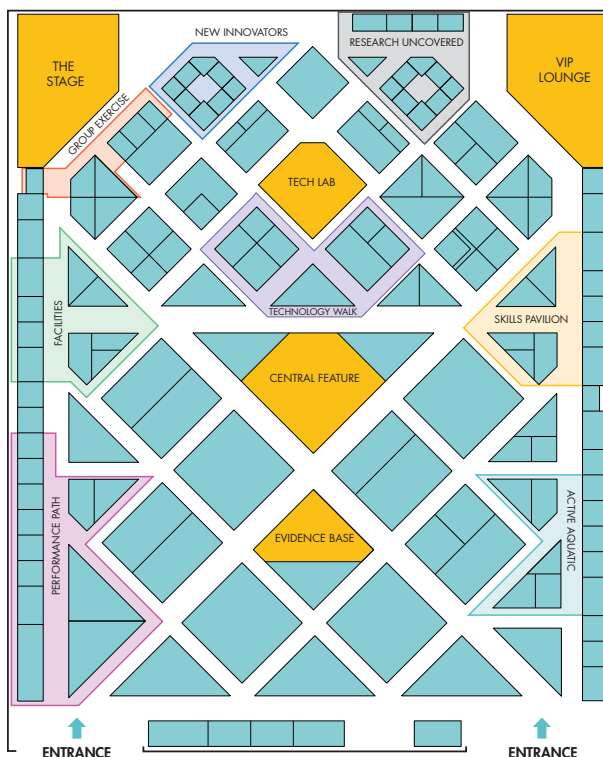 NEW INNOVATORS
RESEARCH UNCOVERED
THE
STAGE
VIP
LOUNGE
GROUP EXERCISE
TECH LAB
TECHNOLOGY WALK
FACILITIES
SKILLS PAVILION
CENTRAL FEATURE
PERFORMANCE PATH
EVIDENCE BASE
ACTIVE AQUATIC
ENTRANCE
ENTRANCE